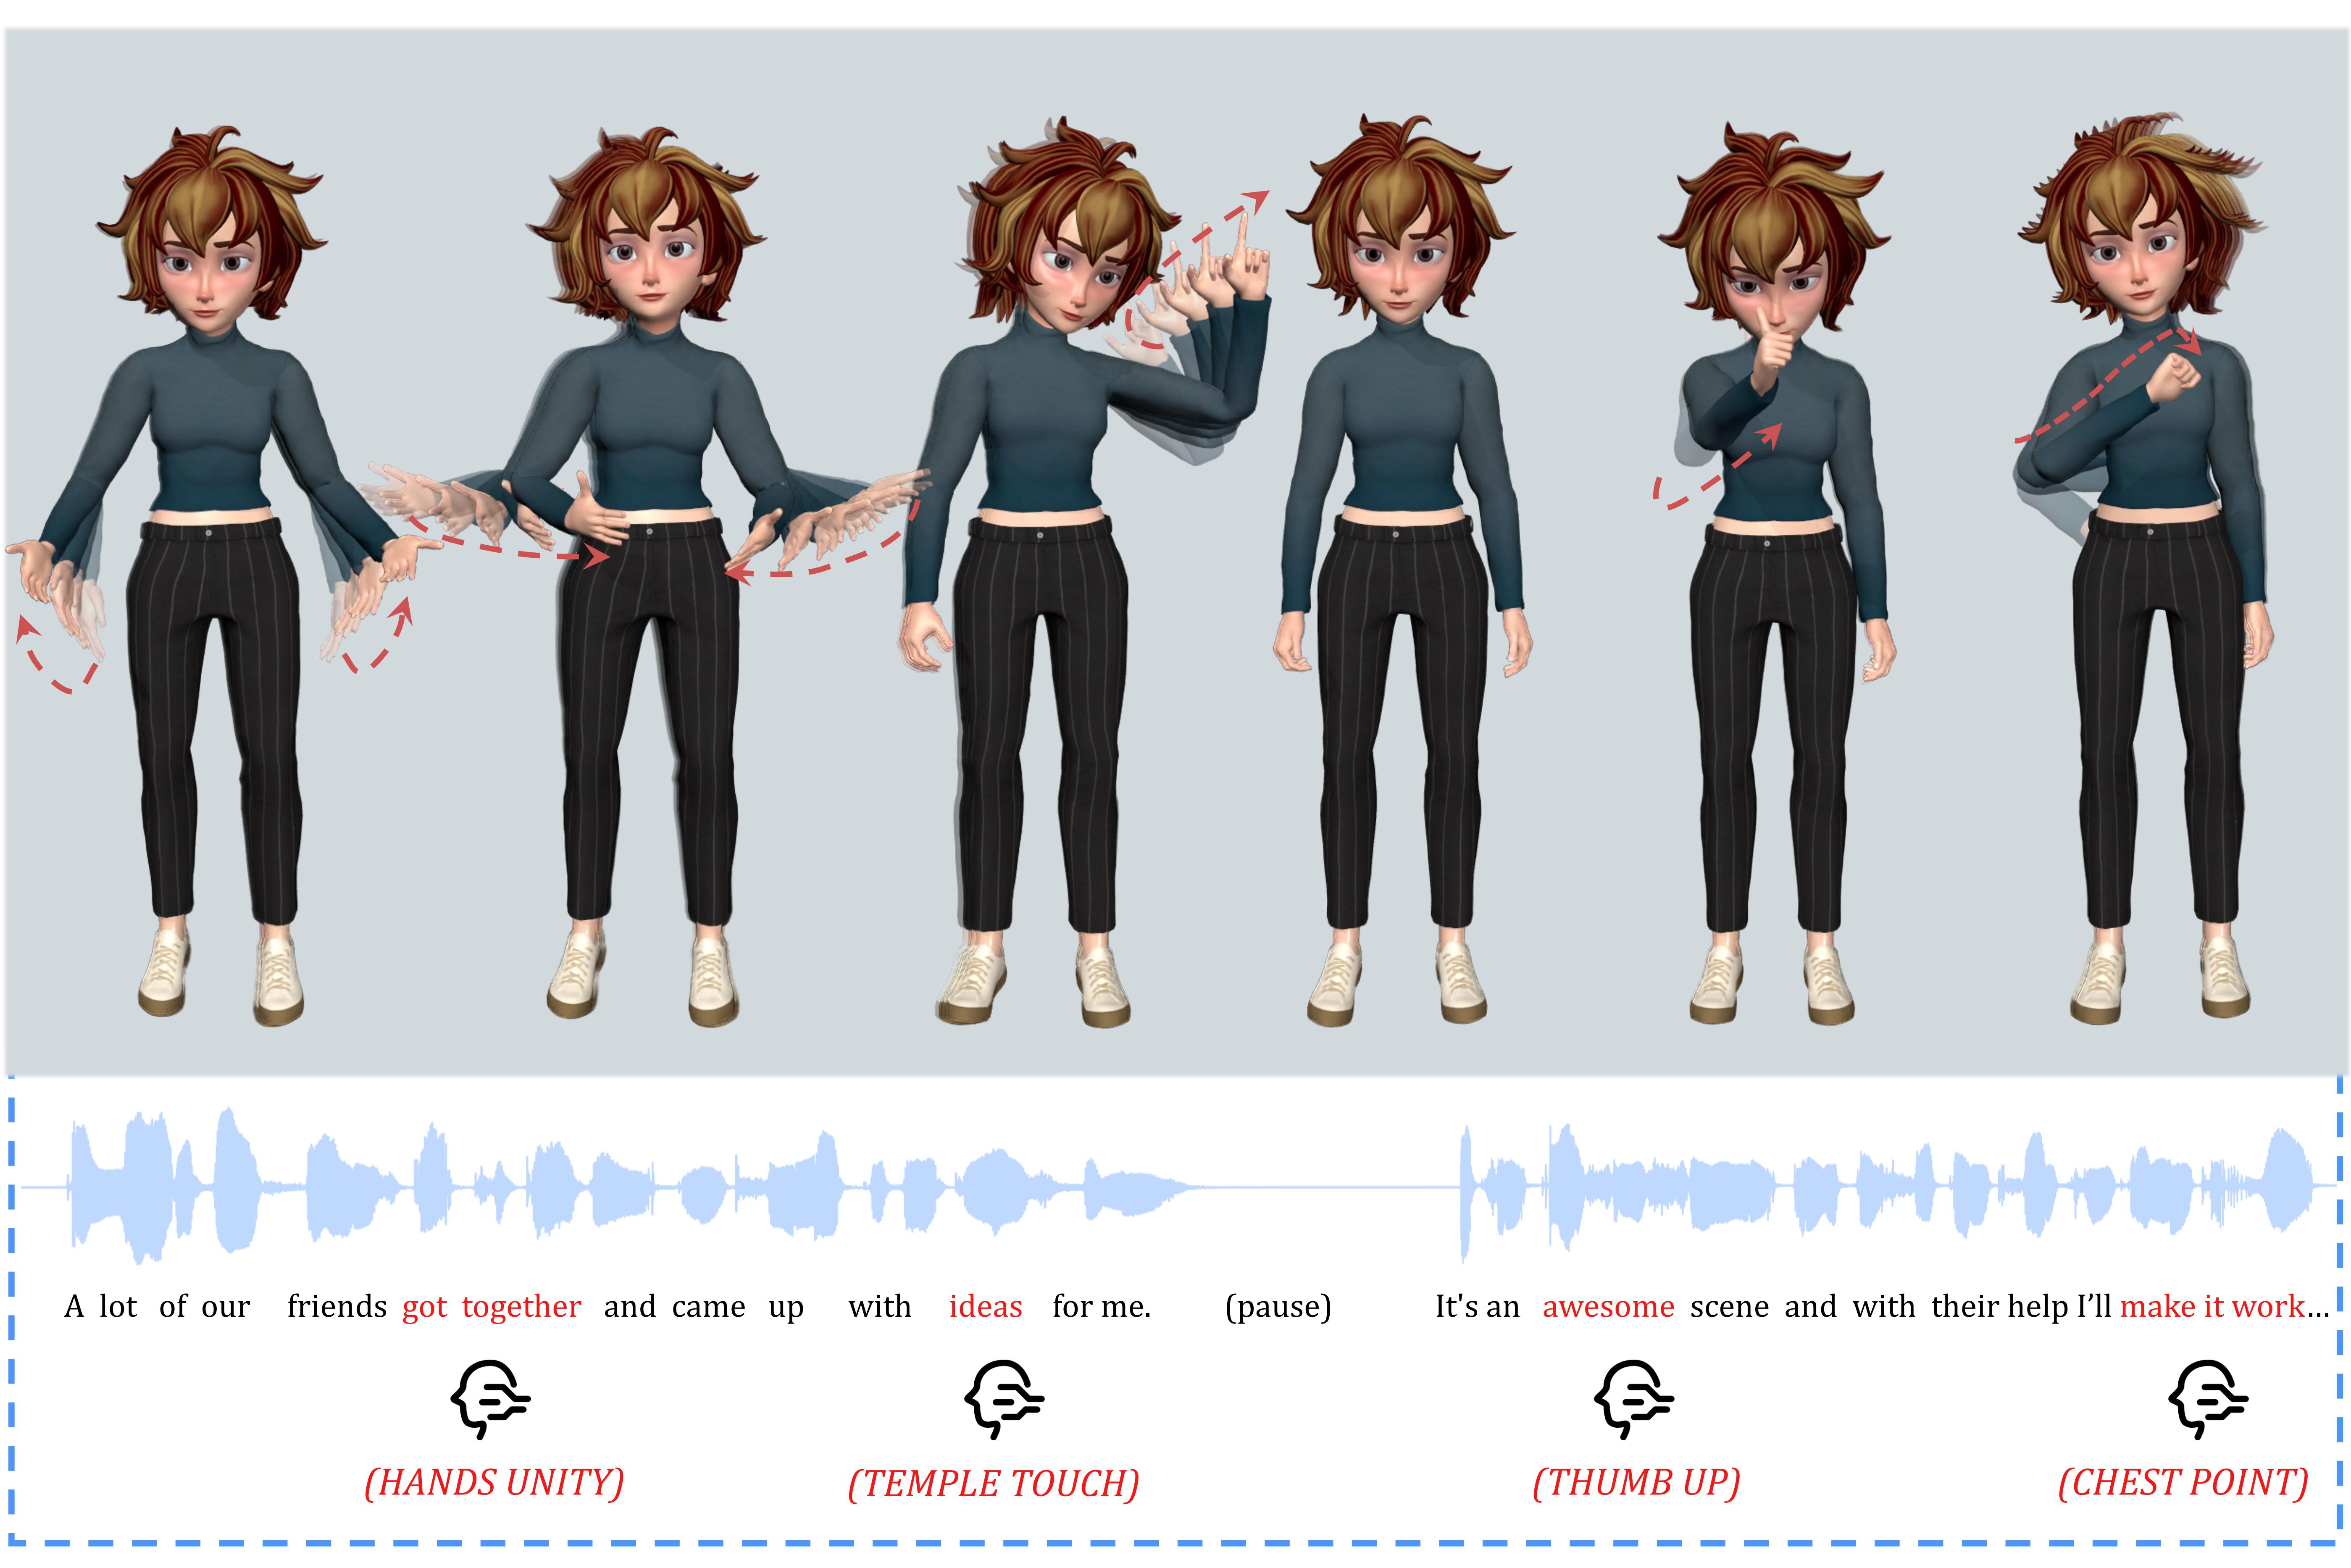 A lot of our friends got together and came up with ideas for me. (pause) It's an awesome scene and with their help I’ll make it work...
(HANDS UNITY) (TEMPLE TOUCH) (THUMB UP) (CHEST POINT)